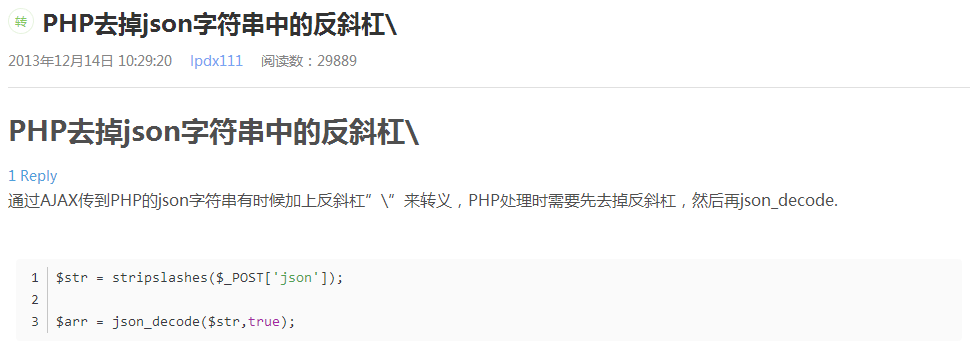 转 PHP去掉json字符串中的反斜杠\
2013年12月14日 10:29:20 lpdx111 阅读数：29889
PHP去掉json字符串中的反斜杠\
1 Reply
通过AJAX传到PHP的json字符串有时候加上反斜杠”\”来转义，PHP处理时需要先去掉反斜杠，然后再json_decode.
1 $str = stripslashes($_POST['json']);
2
3 $arr = json_decode($str,true);